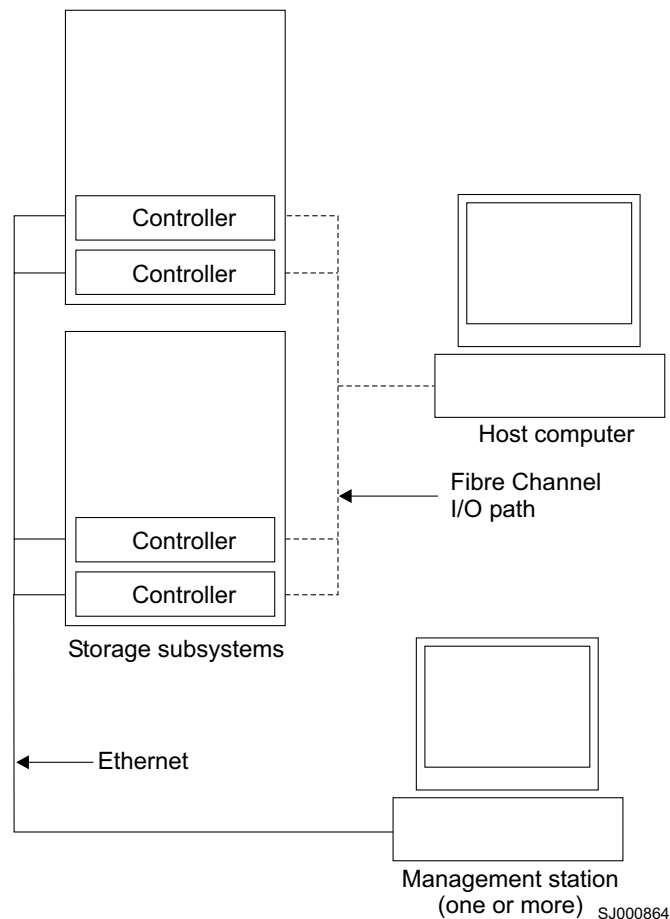 Controller
Controller
Host computer
Fibre Channel
I/O path
Controller
Controller
Storage subsystems
Ethernet
Management station
(one or more)
SJ000864